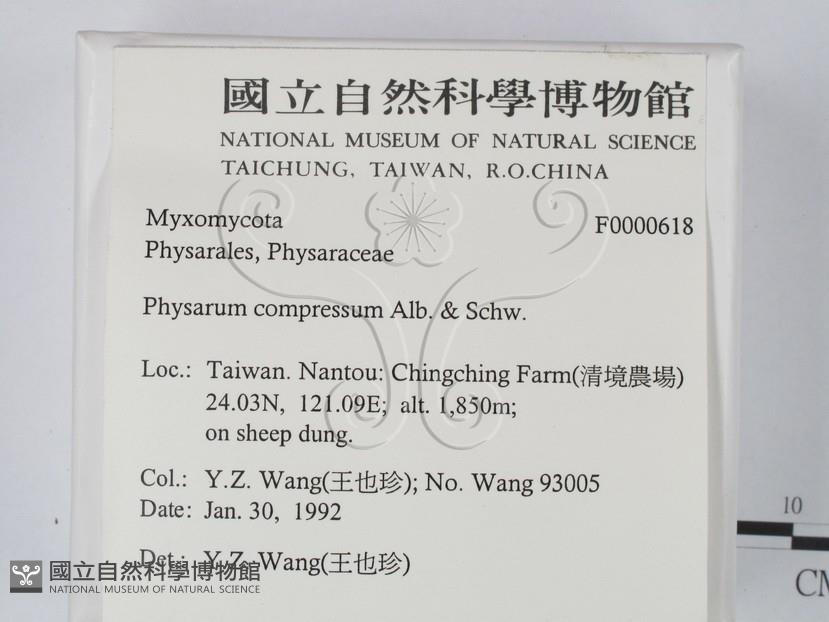 國立自然科學博物館
NATIONAL MUSEUM OF NATURAL SCIENCE
TAICHUNG, TAIWAN, R.O.CHINA
Myxomycota F0000618
Physarales, Physaraceae
Physarum compressum Alb. & Schw.
Loc.: Taiwan. Nantou: Chingching Farm(清境農場)
24.03N, 121.09E; alt. 1,850m;
on sheep dung.
Col.: Y.Z. Wang(王也珍); No. Wang 93005
Date: Jan. 30, 1992
Det.: Y.Z. Wang(王也珍)
國立自然科學博物館
NATIONAL MUSEUM OF NATURAL SCIENCE
10